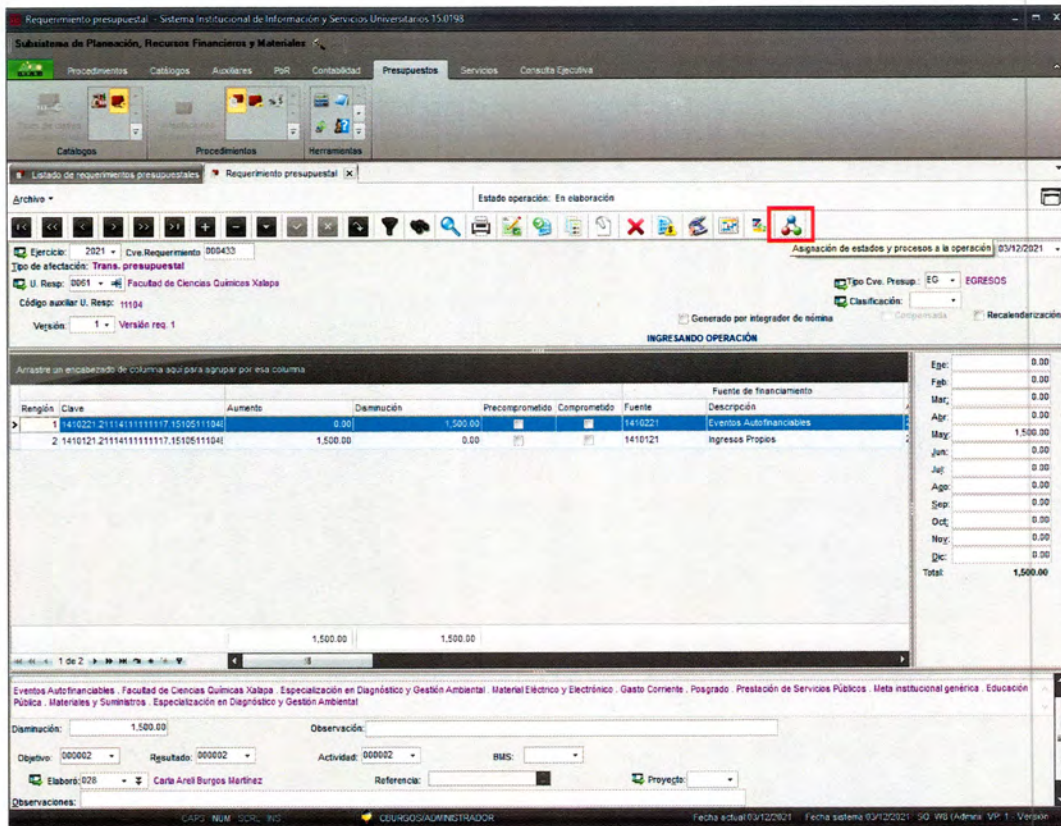 Requerimiento presupuestal - Sistema Institucional de Información y Servicios Universitarios 15.0198
Subsistema de Planeación, Recursos Financieros y Materiales
Procedimientos Catálogos Auxiliares PbR Contabilidad Presupuestos Servicios Consulta Ejecutiva
Catálogos Procedimientos Herramientas
Listado de requerimientos presupuestales Requerimiento presupuestal
Archivo Estado operación: En elaboración
Asignación de estados y procesos a la operación 03/12/2021
Ejercicio: 2021 Cve.Requerimiento 000433
Tipo de afectación: Trans. presupuestal
U. Resp: 0061 Facultad de Ciencias Químicas Xalapa Tipo Cve. Presup.: EG EGRESOS
Código auxiliar U. Resp: 11104 Clasificación:
Versión: 1 Versión req. 1 Generado por integrador de nómina Compensada Recalendarización
INGRESANDO OPERACIÓN
Arrastre un encabezado de columna aquí para agrupar por esa columna
Fuente de financiamiento
Renglón Clave Aumento Disminución Precomprometido Comprometido Fuente Descripción
1 1410221.21114111111117.15105111048 0.00 1,500.00 1410221 Eventos Autofinanciables
2 1410121.21114111111117.15105111048 1,500.00 0.00 1410121 Ingresos Propios
1,500.00 1,500.00
1 de 2
Ene: 0.00
Feb: 0.00
Mar: 0.00
Abr: 0.00
May: 1,500.00
Jun: 0.00
Jul: 0.00
Ago: 0.00
Sep: 0.00
Oct: 0.00
Nov: 0.00
Dic: 0.00
Total: 1,500.00
Eventos Autofinanciables . Facultad de Ciencias Químicas Xalapa . Especialización en Diagnóstico y Gestión Ambiental . Material Eléctrico y Electrónico . Gasto Corriente . Posgrado . Prestación de Servicios Públicos . Meta institucional genérica . Educación
Pública . Materiales y Suministros . Especialización en Diagnóstico y Gestión Ambiental
Disminución: 1,500.00 Observación:
Objetivo: 000002 Resultado: 000002 Actividad: 000002 BMS:
Elaboró: 028 Carla Areli Burgos Martínez Referencia: Proyecto:
Observaciones:
CAPS NUM SCRL INS CBURGOS/ADMINISTRADOR Fecha actual 03/12/2021 Fecha sistema 03/12/2021 SO: W8 (Admin) VP: 1 - Versión